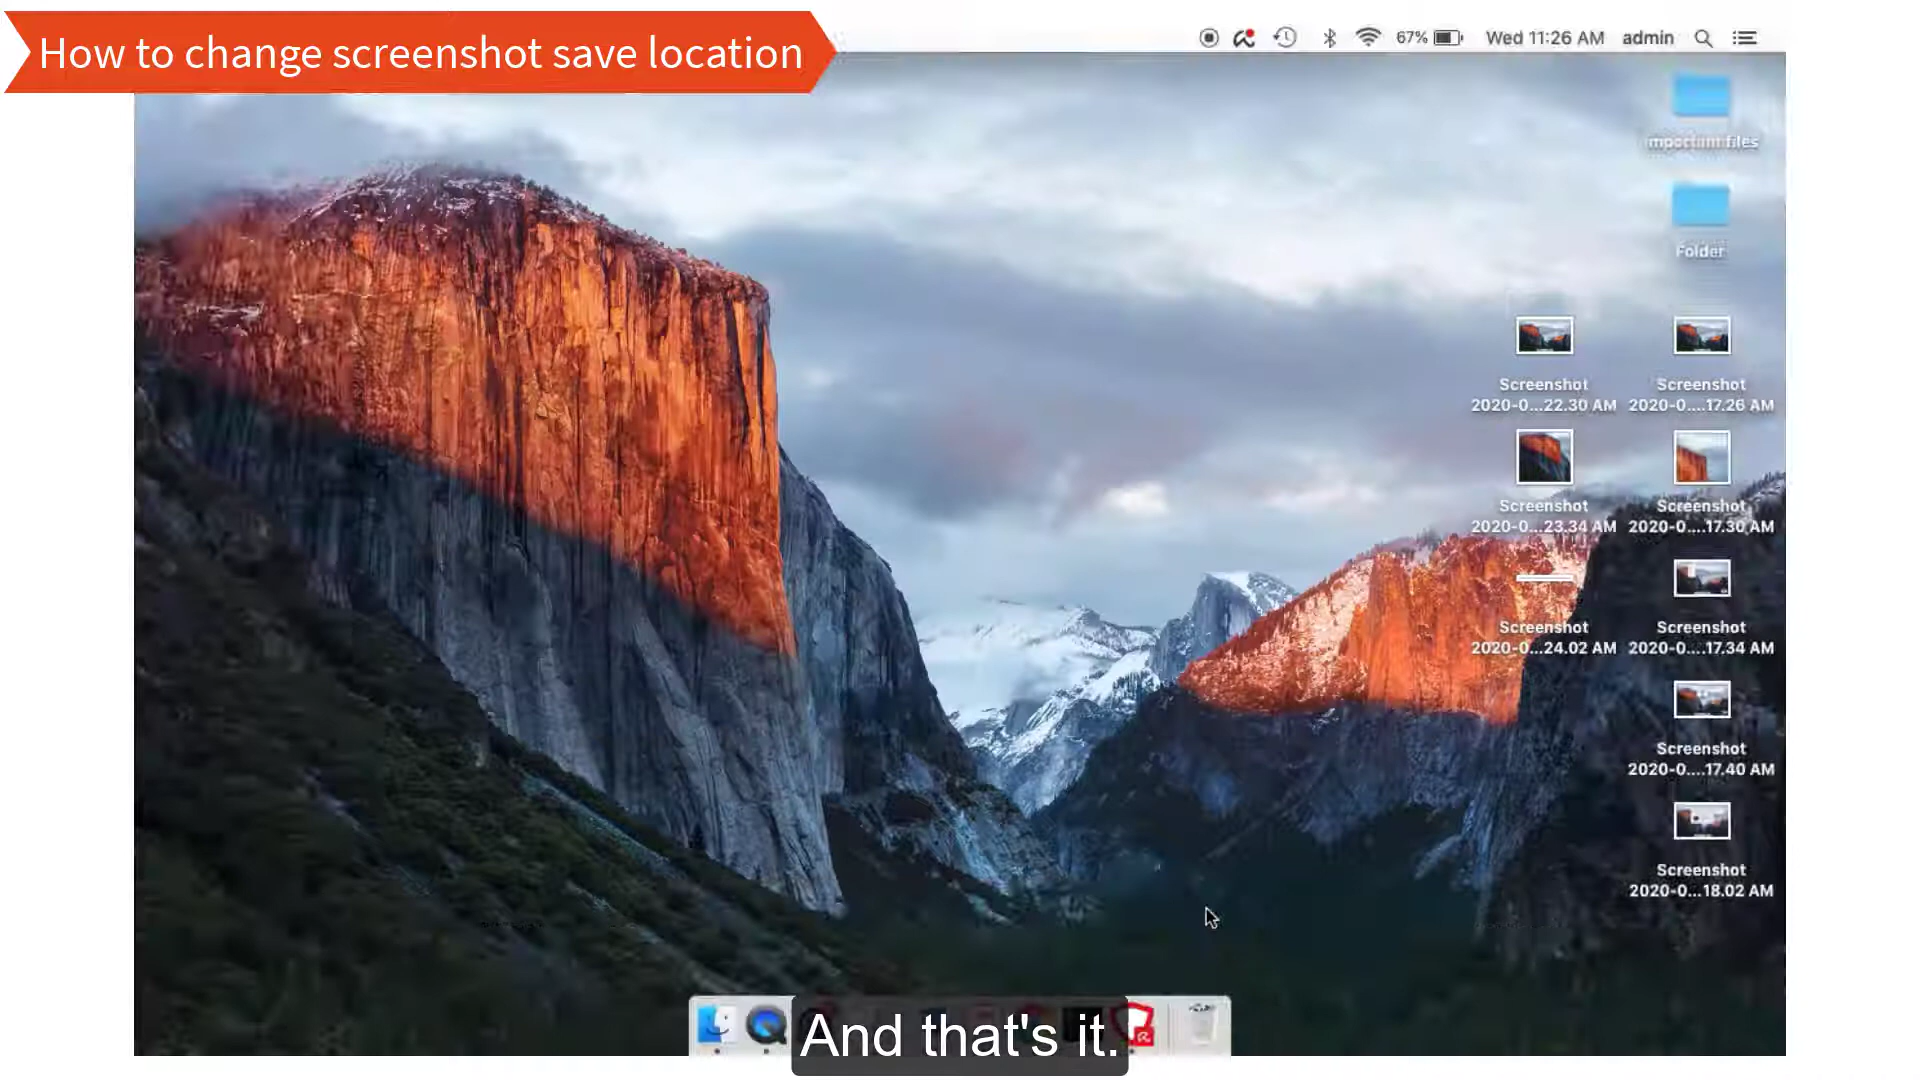 How to change screenshot save location
67%
Wed 11:26 AM
admin
mportant files
Folder
Screenshot
2020-0...22.30 AM
Screenshot
2020-0....17.26 AM
Screenshot
2020-0...23.34 AM
Screenshot
2020-0....17.30 AM
Screenshot
2020-0...24.02 AM
Screenshot
2020-0....17.34 AM
Screenshot
2020-0....17.40 AM
Screenshot
2020-0...18.02 AM
And that's it.